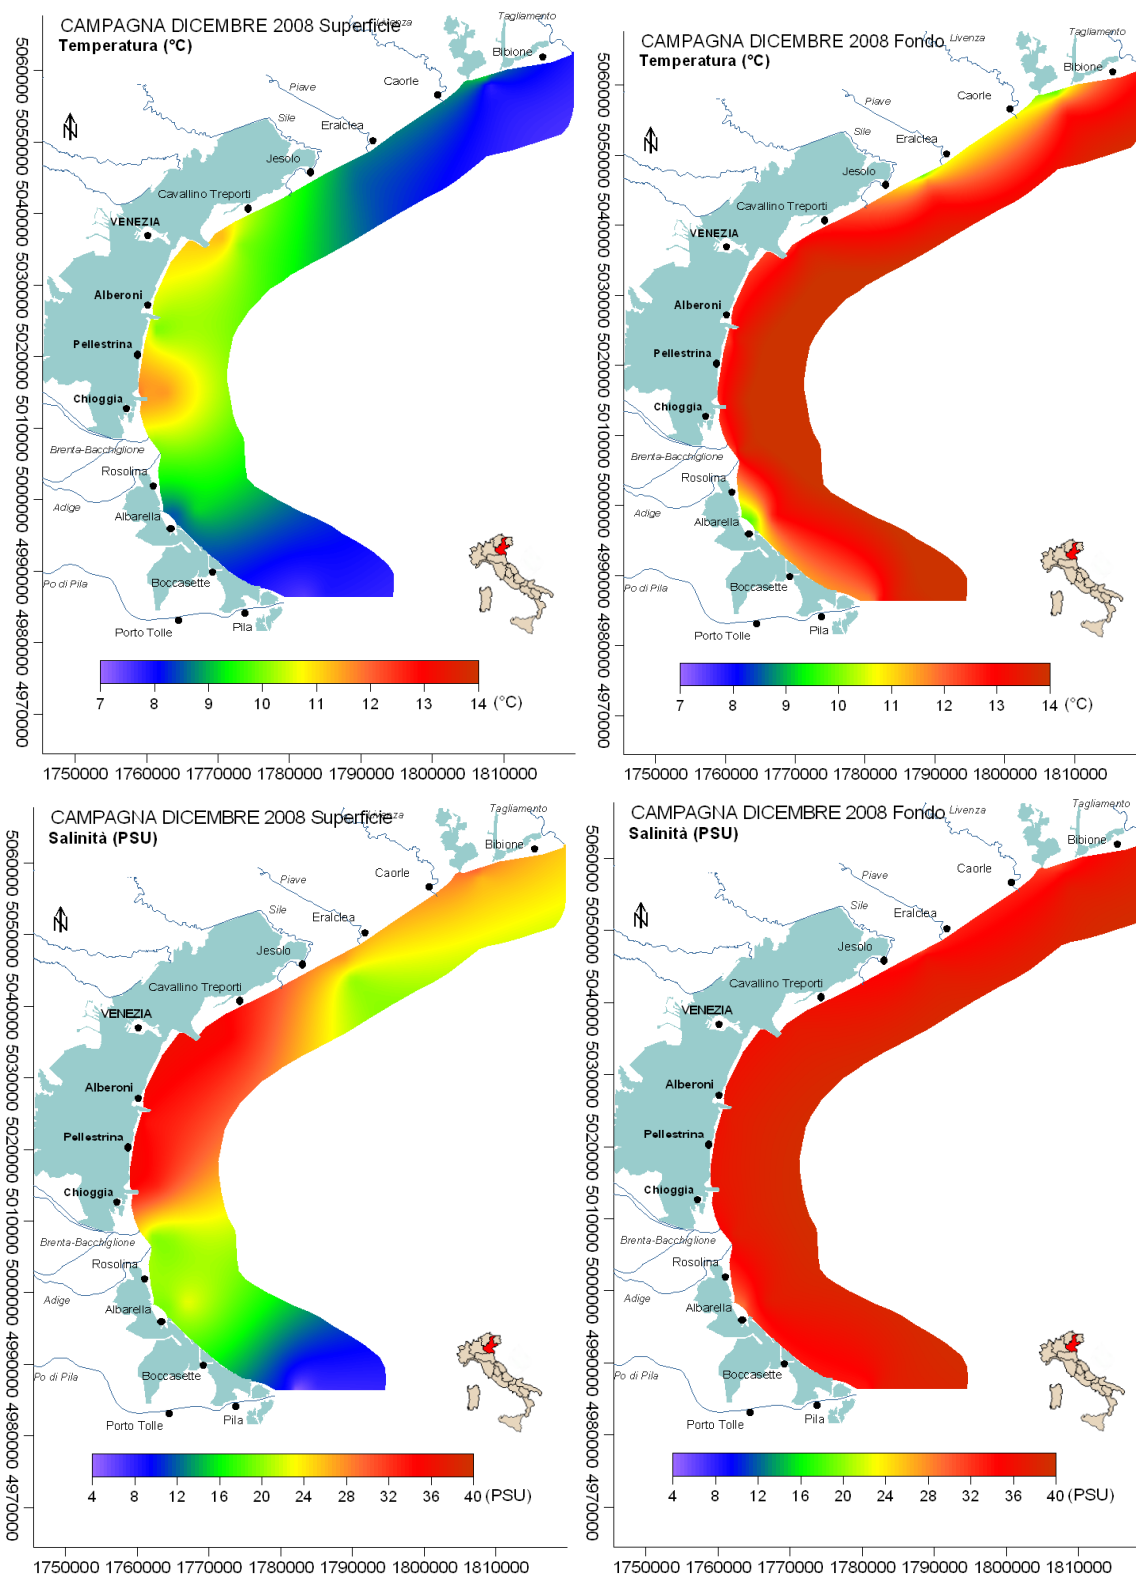 CAMPAGNA DICEMBRE 2008 Superficie
Temperatura (°C)
Livenza
Tagliamento
Bibione
Caorle
Piave
Eraclea
Sile
Jesolo
Cavallino Treporti
VENEZIA
Alberoni
Pellestrina
Chioggia
Brenta-Bacchiglione
Rosolina
Adige
Albarella
Boccasette
Po di Pila
Porto Tolle
Pila
N
5060000
5050000
5040000
5030000
5020000
5010000
5000000
4990000
4980000
4970000
7 8 9 10 11 12 13 14 (°C)
1750000 1760000 1770000 1780000 1790000 1800000 1810000
CAMPAGNA DICEMBRE 2008 Fondo
Temperatura (°C)
Livenza
Tagliamento
Bibione
Caorle
Piave
Eraclea
Sile
Jesolo
Cavallino Treporti
VENEZIA
Alberoni
Pellestrina
Chioggia
Brenta-Bacchiglione
Rosolina
Adige
Albarella
Boccasette
Po di Pila
Porto Tolle
Pila
N
5060000
5050000
5040000
5030000
5020000
5010000
5000000
4990000
4980000
4970000
7 8 9 10 11 12 13 14 (°C)
1750000 1760000 1770000 1780000 1790000 1800000 1810000
CAMPAGNA DICEMBRE 2008 Superficie
Salinità (PSU)
Livenza
Tagliamento
Bibione
Caorle
Piave
Eraclea
Sile
Jesolo
Cavallino Treporti
VENEZIA
Alberoni
Pellestrina
Chioggia
Brenta-Bacchiglione
Rosolina
Adige
Albarella
Boccasette
Po di Pila
Porto Tolle
Pila
N
5060000
5050000
5040000
5030000
5020000
5010000
5000000
4990000
4980000
4970000
4 8 12 16 20 24 28 32 36 40 (PSU)
1750000 1760000 1770000 1780000 1790000 1800000 1810000
CAMPAGNA DICEMBRE 2008 Fondo
Salinità (PSU)
Livenza
Tagliamento
Bibione
Caorle
Piave
Eraclea
Sile
Jesolo
Cavallino Treporti
VENEZIA
Alberoni
Pellestrina
Chioggia
Brenta-Bacchiglione
Rosolina
Adige
Albarella
Boccasette
Po di Pila
Porto Tolle
Pila
N
5060000
5050000
5040000
5030000
5020000
5010000
5000000
4990000
4980000
4970000
4 8 12 16 20 24 28 32 36 40 (PSU)
1750000 1760000 1770000 1780000 1790000 1800000 1810000